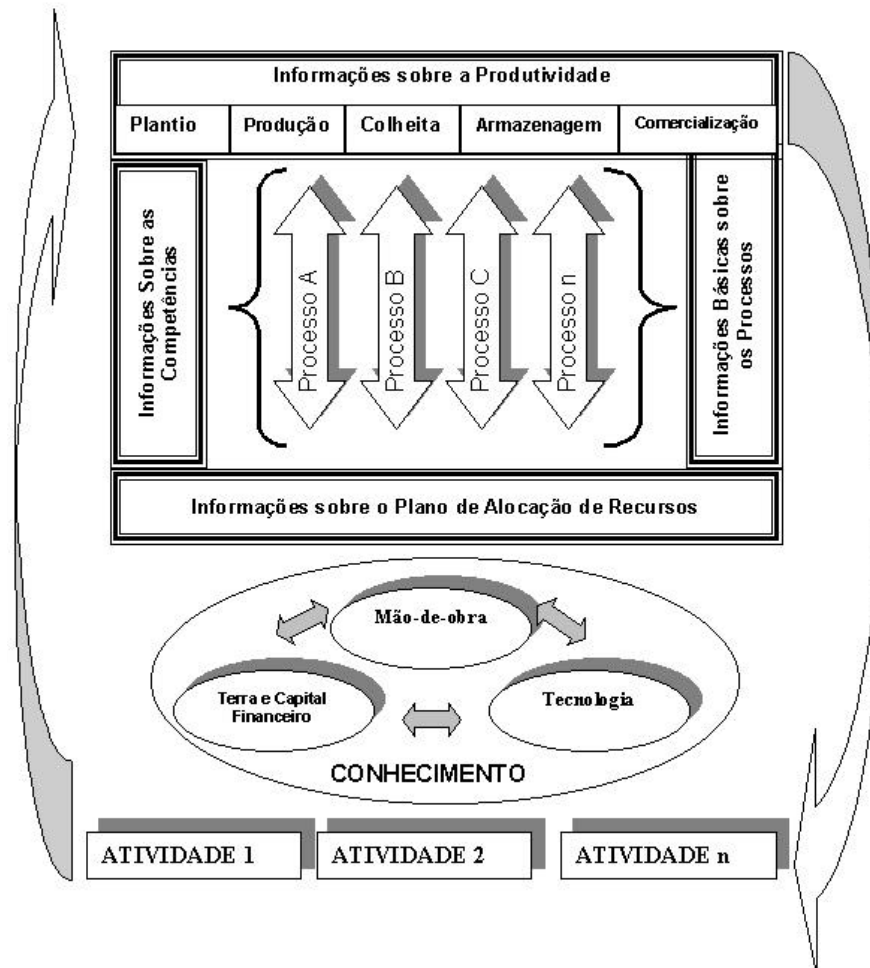 Informações sobre a Produtividade
Plantio
Produção
Colheita
Armazenagem
Comercialização
Informações Sobre as
Competências
Processo A
Processo B
Processo C
Processo n
Informações Básicas sobre
os Processos
Informações sobre o Plano de Alocação de Recursos
Mão-de-obra
Terra e Capital
Financeiro
Tecnologia
CONHECIMENTO
ATIVIDADE 1
ATIVIDADE 2
ATIVIDADE n